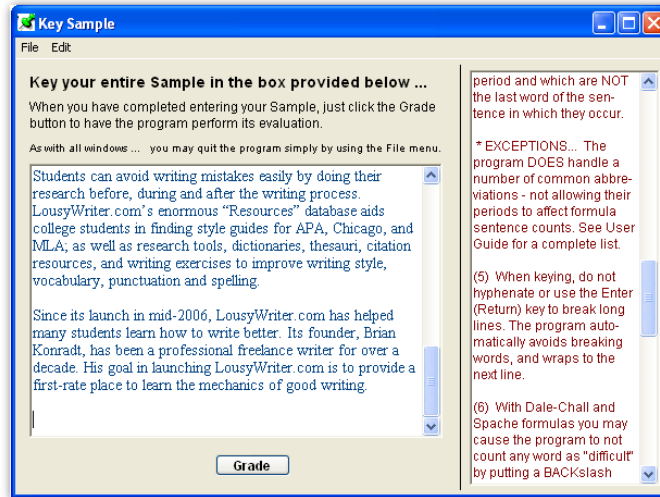 Key Sample
File Edit
Key your entire Sample in the box provided below ...
When you have completed entering your Sample, just click the Grade
button to have the program perform its evaluation.
As with all windows ... you may quit the program simply by using the File menu.
Students can avoid writing mistakes easily by doing their
research before, during and after the writing process.
LousyWriter.com's enormous “Resources” database aids
college students in finding style guides for APA, Chicago, and
MLA; as well as research tools, dictionaries, thesauri, citation
resources, and writing exercises to improve writing style,
vocabulary, punctuation and spelling.
Since its launch in mid-2006, LousyWriter.com has helped
many students learn how to write better. Its founder, Brian
Konradt, has been a professional freelance writer for over a
decade. His goal in launching LousyWriter.com is to provide a
first-rate place to learn the mechanics of good writing.
Grade
period and which are NOT
the last word of the sen-
tence in which they occur.
* EXCEPTIONS... The
program DOES handle a
number of common abbre-
viations - not allowing their
periods to affect formula
sentence counts. See User
Guide for a complete list.
(5) When keying, do not
hyphenate or use the Enter
(Return) key to break long
lines. The program auto-
matically avoids breaking
words, and wraps to the
next line.
(6) With Dale-Chall and
Spache formulas you may
cause the program to not
count any word as "difficult"
by putting a BACKslash